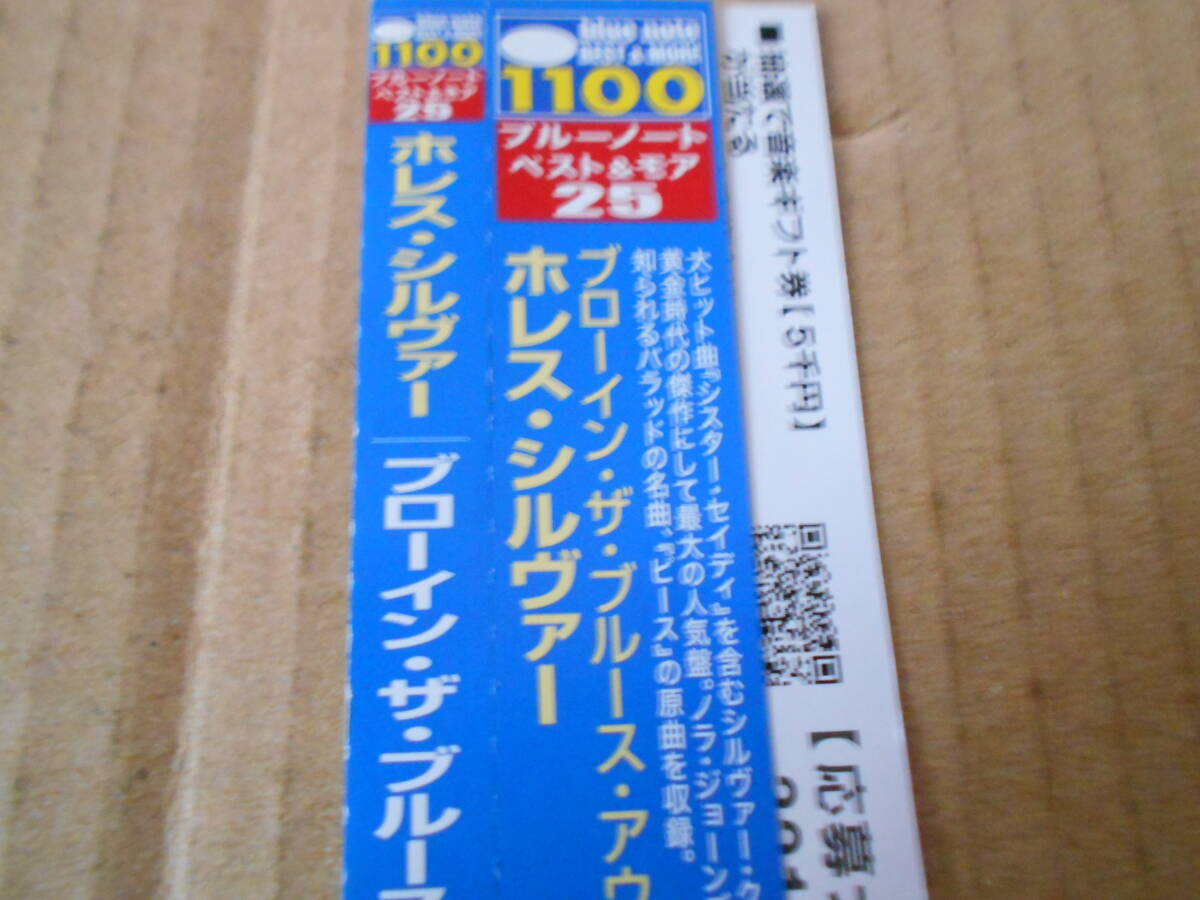 blue note
BEST & MORE
1100
ブルーノート
ベスト&モア
25
ホレス・シルヴァー
ブローイン・ザ・ブルース
blue note
BEST & MORE
1100
ブルーノート
ベスト&モア
25
大ヒット曲『シスター・セイディ』を含むシルヴァー・ク
黄金時代の傑作にして最大の人気盤。ノラ・ジョーン
知られるバラッドの名曲、『ピース』の原曲を収録。
ブローイン・ザ・ブルース・アウ
ホレス・シルヴァー
■抽選で音楽ギフト券【5千円】
が当たる
【応募